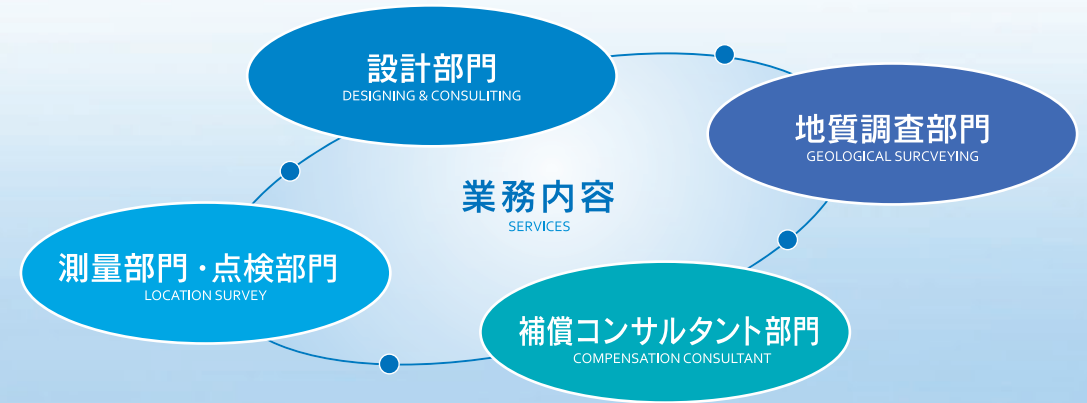 設計部門
DESIGNING & CONSULITING
地質調査部門
GEOLOGICAL SURCVEYING
業務内容
SERVICES
測量部門・点検部門
LOCATION SURVEY
補償コンサルタント部門
COMPENSATION CONSULTANT